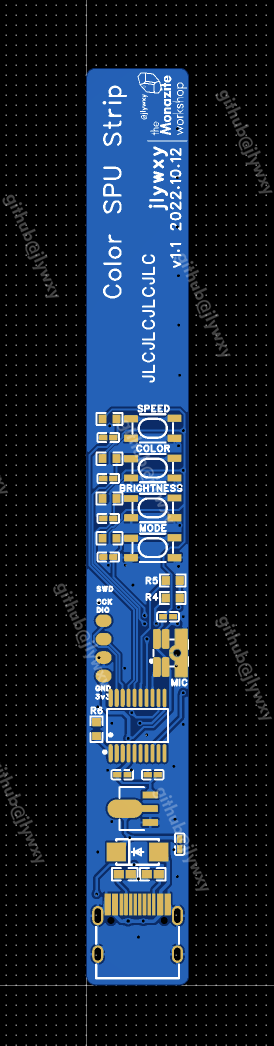 Color SPU Strip
@jlywxy
the
Monazite
workshop
jlywxy
v1.1 2022.10.12
JLCJLCJLCJLC
SPEED
COLOR
BRIGHTNESS
MODE
R5
R4
SWD
CLK
DIO
GND
3v3
MIC
R6
github@jlywxy
github@jlywxy
github@jlywxy
github@jlywxy
github@jlywxy
github@jlywxy
github@jlywxy
github@jlywxy